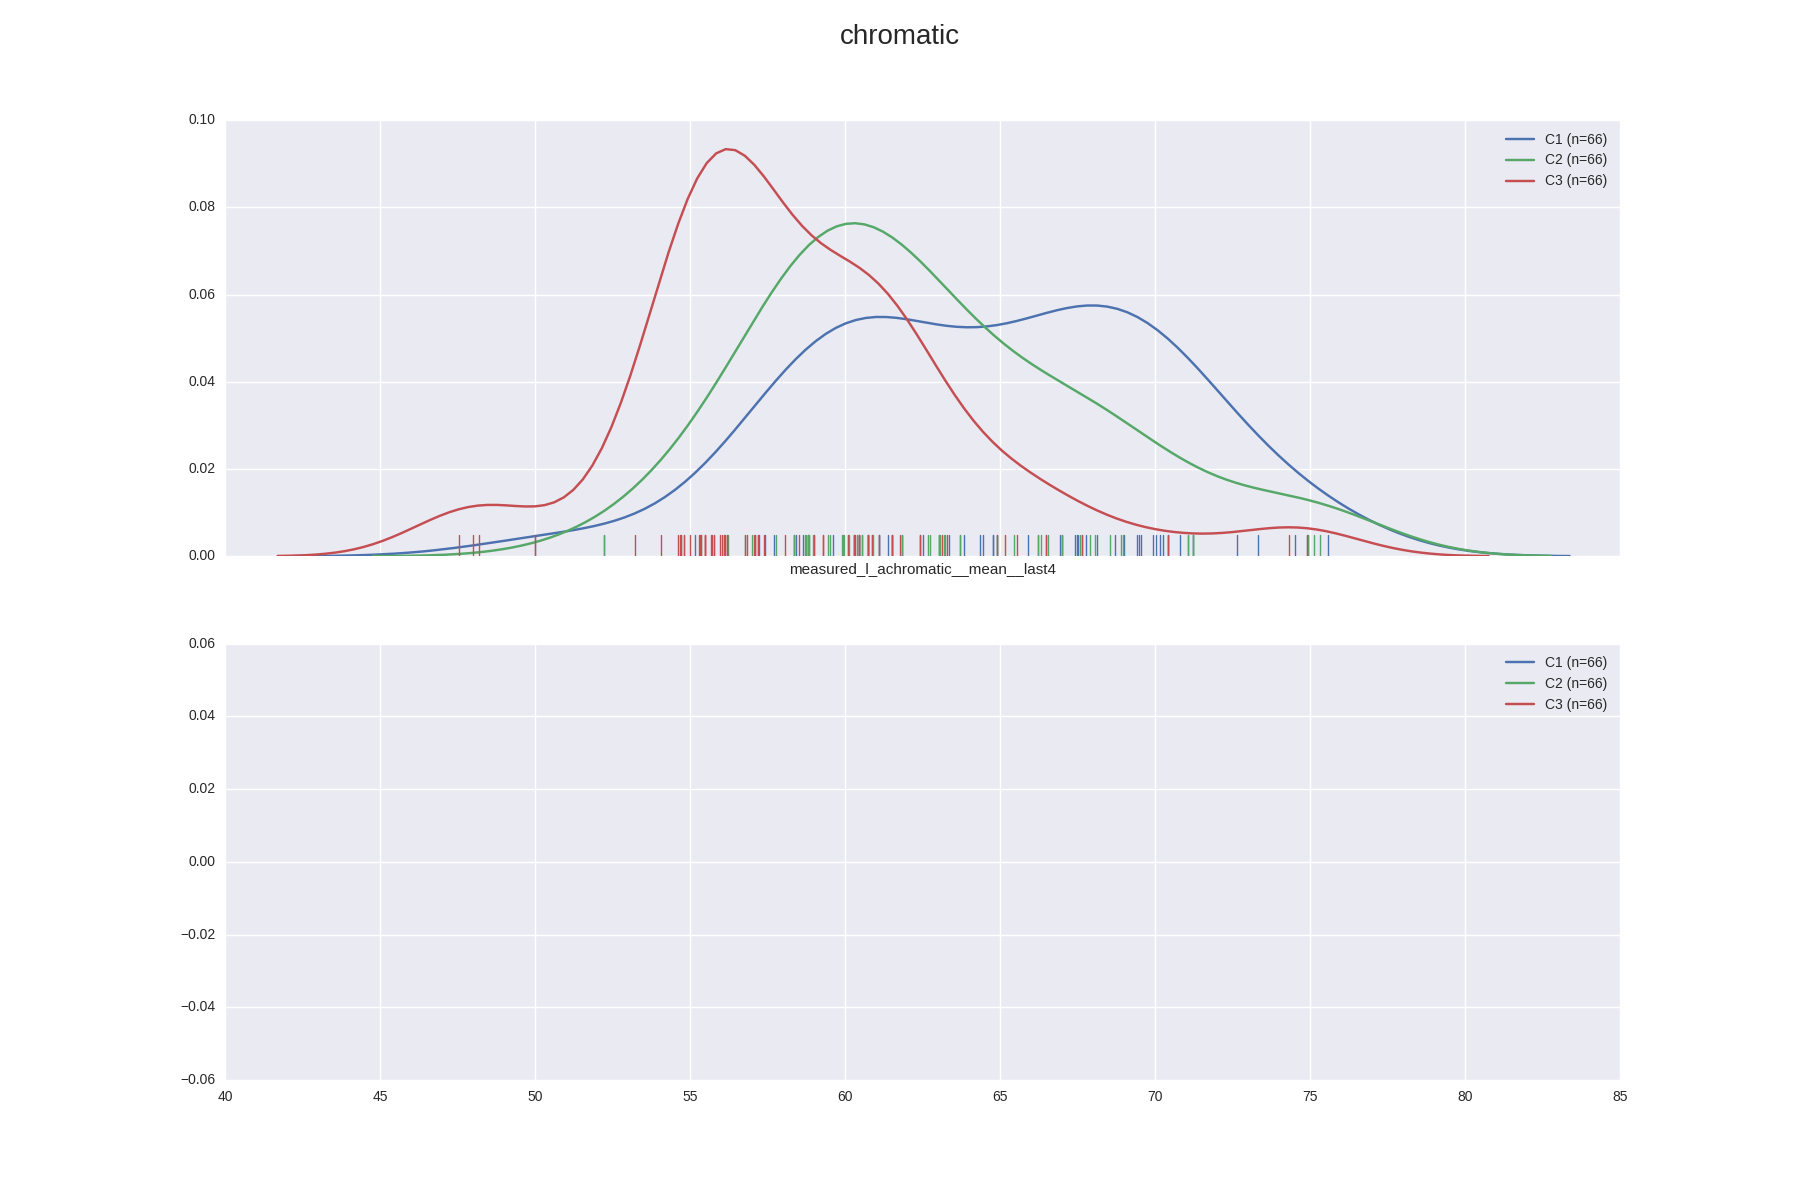 chromatic
0.10
0.08
0.06
0.04
0.02
0.00
C1 (n=66)
C2 (n=66)
C3 (n=66)
measured_l_achromatic__mean__last4
0.06
0.04
0.02
0.00
−0.02
−0.04
−0.06
C1 (n=66)
C2 (n=66)
C3 (n=66)
40 45 50 55 60 65 70 75 80 85